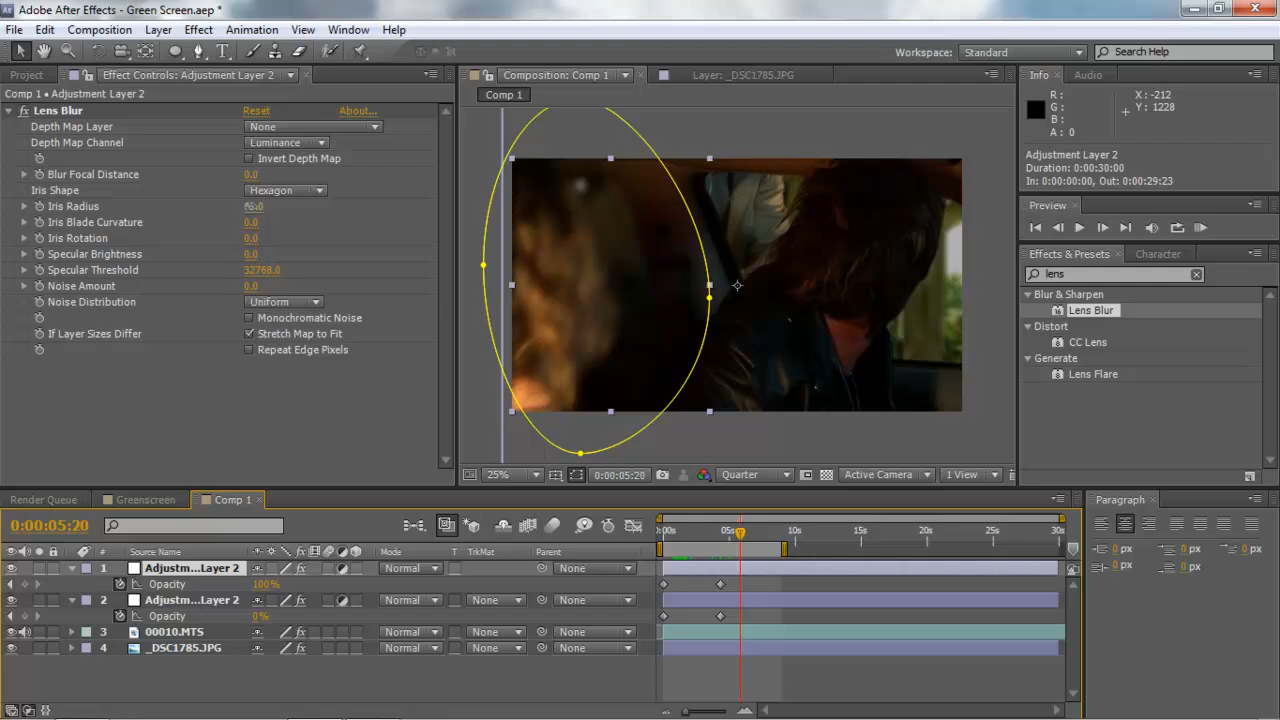 Adobe After Effects - Green Screen.aep *
File Edit Composition Layer Effect Animation View Window Help
Workspace: Standard Search Help
Project Effect Controls: Adjustment Layer 2 Composition: Comp 1 Layer: _DSC1785.JPG Info Audio
Comp 1 • Adjustment Layer 2 Comp 1
fx Lens Blur Reset About...
Depth Map Layer None
Depth Map Channel Luminance
Invert Depth Map
Blur Focal Distance 0.0
Iris Shape Hexagon
Iris Radius
Iris Blade Curvature 0.0
Iris Rotation 0.0
Specular Brightness 0.0
Specular Threshold 32768.0
Noise Amount 0.0
Noise Distribution Uniform
Monochromatic Noise
If Layer Sizes Differ Stretch Map to Fit
Repeat Edge Pixels
R :
G :
B :
A : 0
X : -212
Y : 1228
Adjustment Layer 2
Duration: 0:00:30:00
In: 0:00:00:00, Out: 0:00:29:23
Preview
Effects & Presets Character
lens
Blur & Sharpen
Lens Blur
Distort
CC Lens
Generate
Lens Flare
25% 0:00:05:20 Quarter Active Camera 1 View
Render Queue Greenscreen Comp 1 Paragraph
0:00:05:20
:00s 05s 10s 15s 20s 25s 30s
# Source Name Mode T TrkMat Parent
1 Adjustm...Layer 2 Normal None
Opacity 100%
2 Adjustm...Layer 2 Normal None None
Opacity 0%
3 00010.MTS Normal None None
4 _DSC1785.JPG Normal None None
0 px 0 px 0 px
0 px 0 px